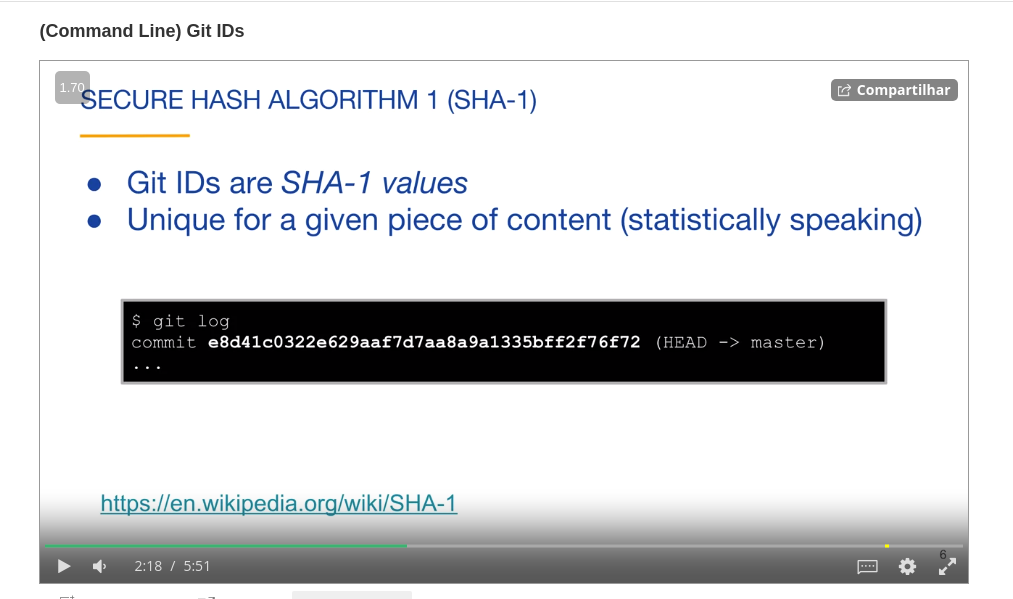 (Command Line) Git IDs
1.70
SECURE HASH ALGORITHM 1 (SHA-1)
Compartilhar
● Git IDs are SHA-1 values
● Unique for a given piece of content (statistically speaking)
$ git log
commit e8d41c0322e629aaf7d7aa8a9a1335bff2f76f72 (HEAD -> master)
...
https://en.wikipedia.org/wiki/SHA-1
2:18 / 5:51
6